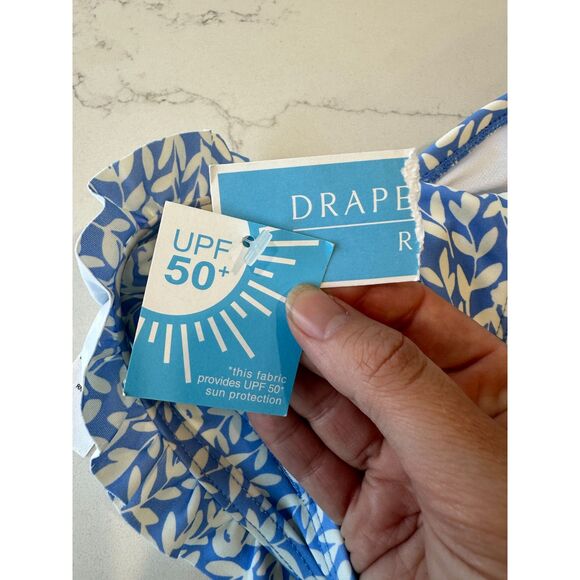 DRAPE
R
UPF
50+
*this fabric
provides UPF 50+
sun protection